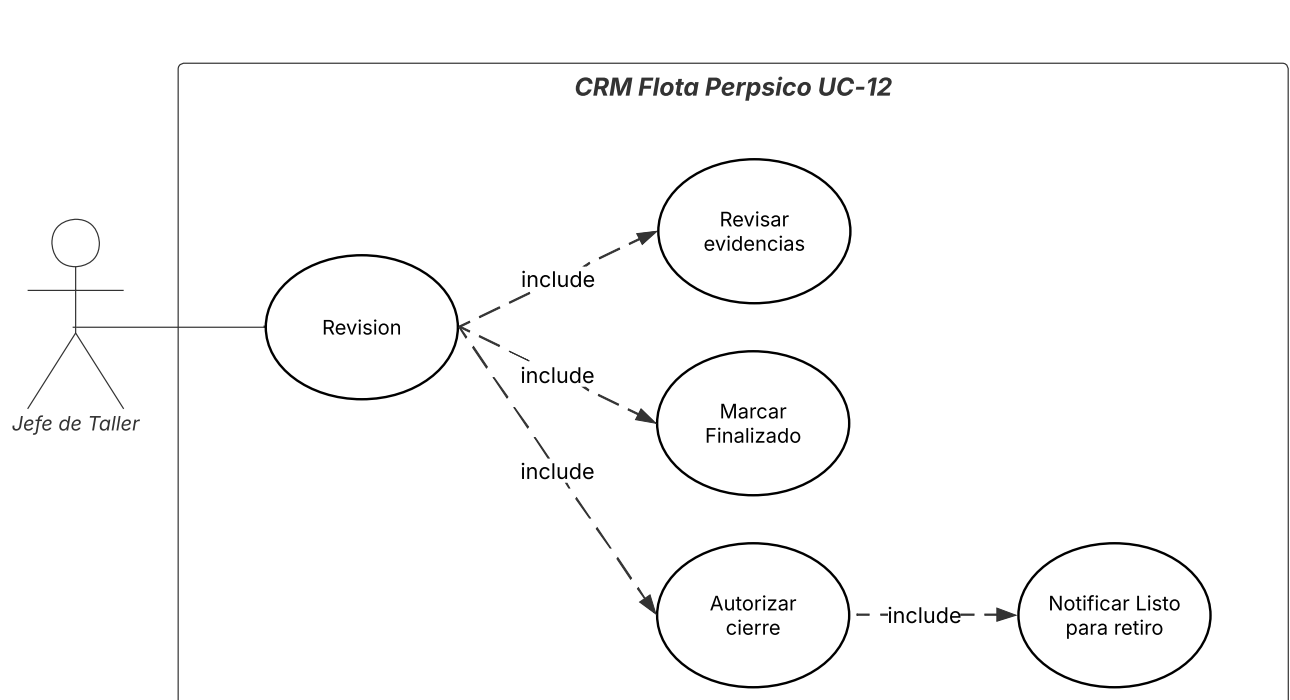 CRM Flota Perpsico UC-12
Revisar
evidencias
include
Revision
include
Marcar
Finalizado
Jefe de Taller
include
Autorizar
cierre
include
Notificar Listo
para retiro